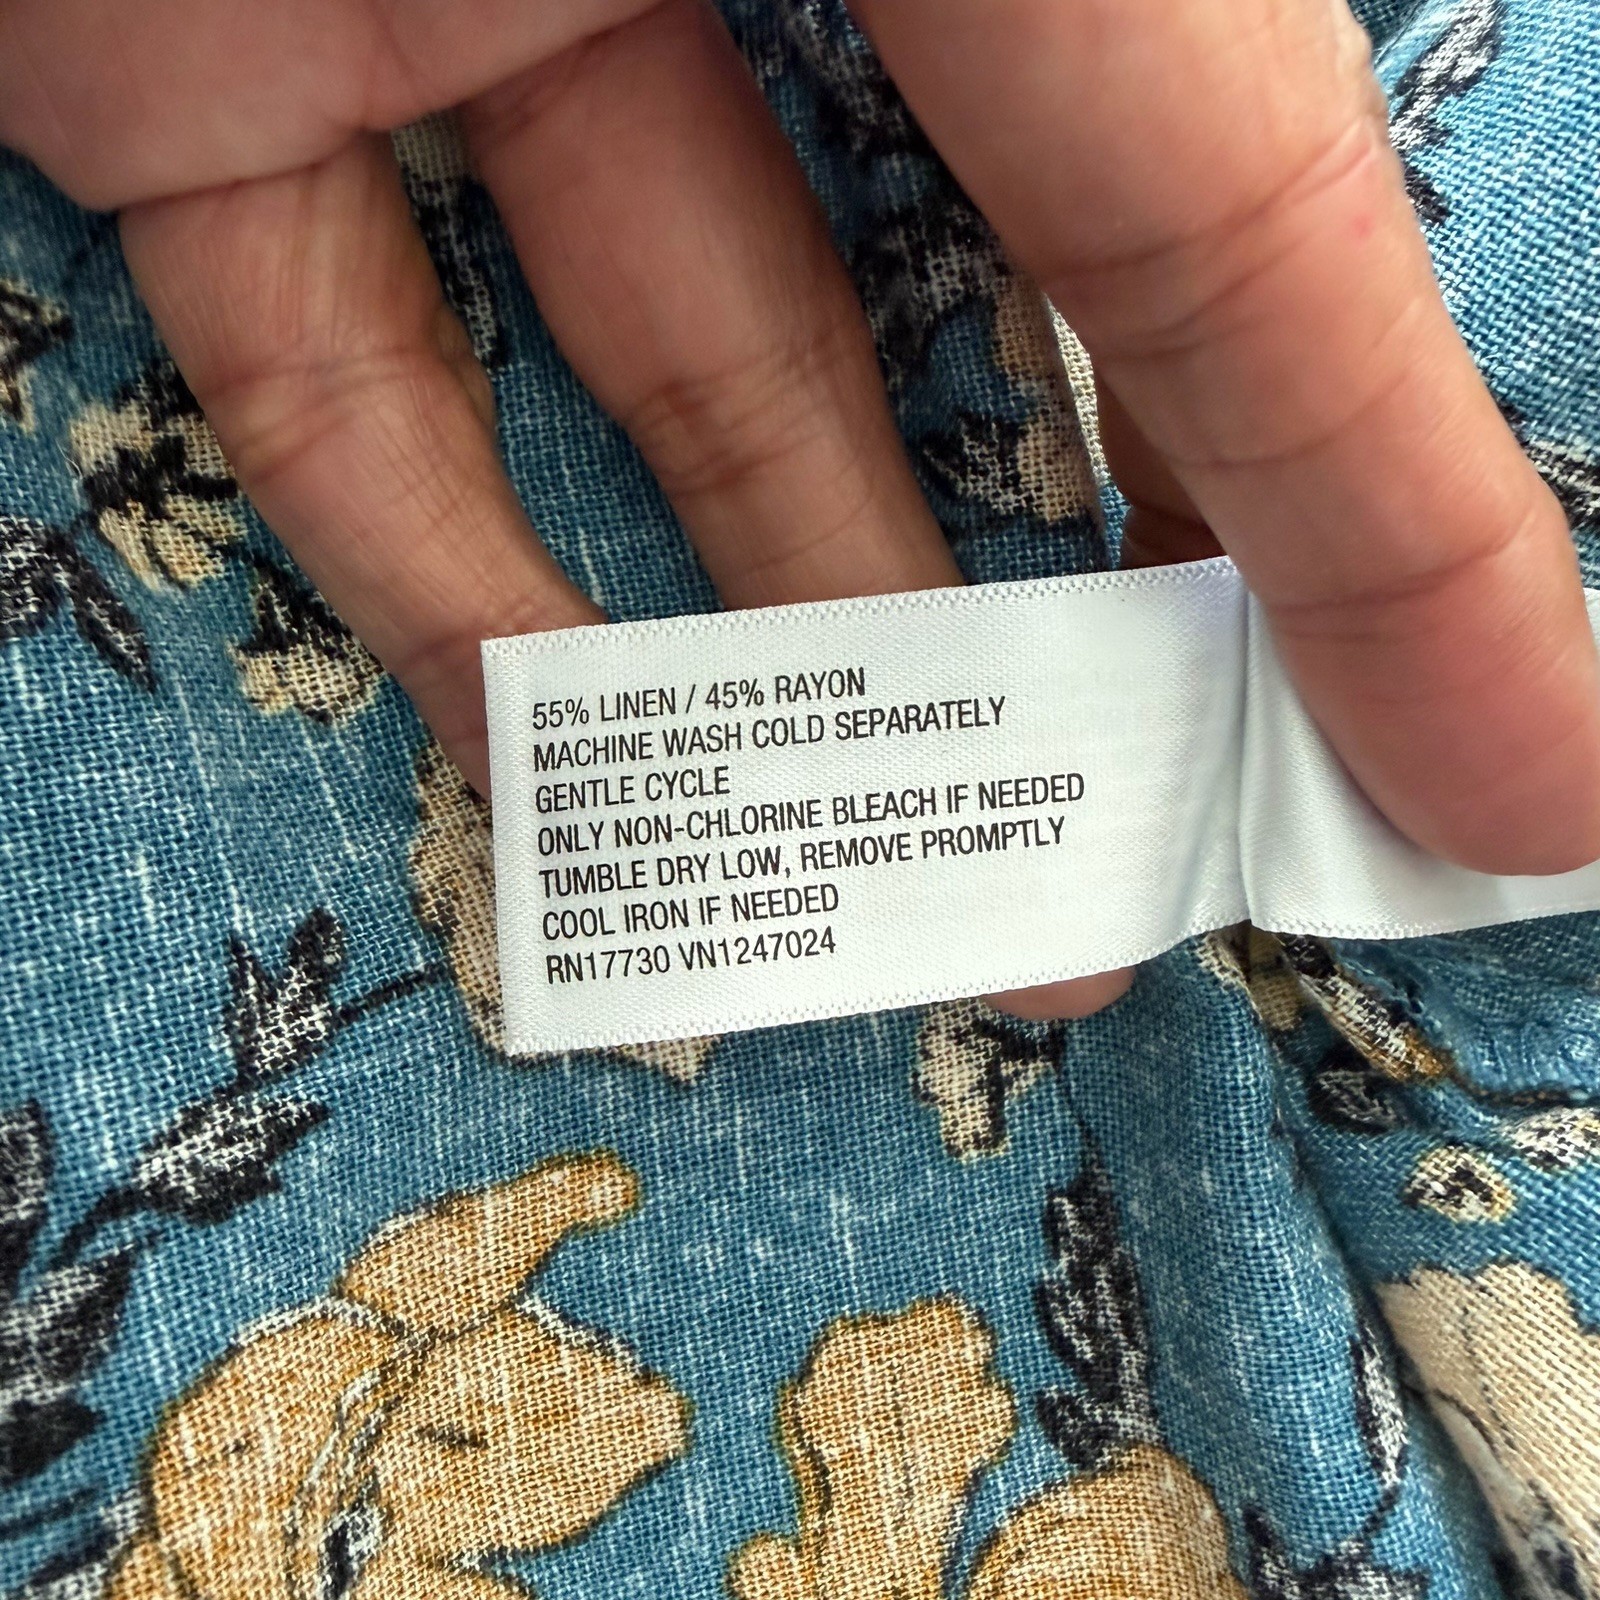 55% LINEN / 45% RAYON
MACHINE WASH COLD SEPARATELY
GENTLE CYCLE
ONLY NON-CHLORINE BLEACH IF NEEDED
TUMBLE DRY LOW, REMOVE PROMPTLY
COOL IRON IF NEEDED
RN17730 VN1247024